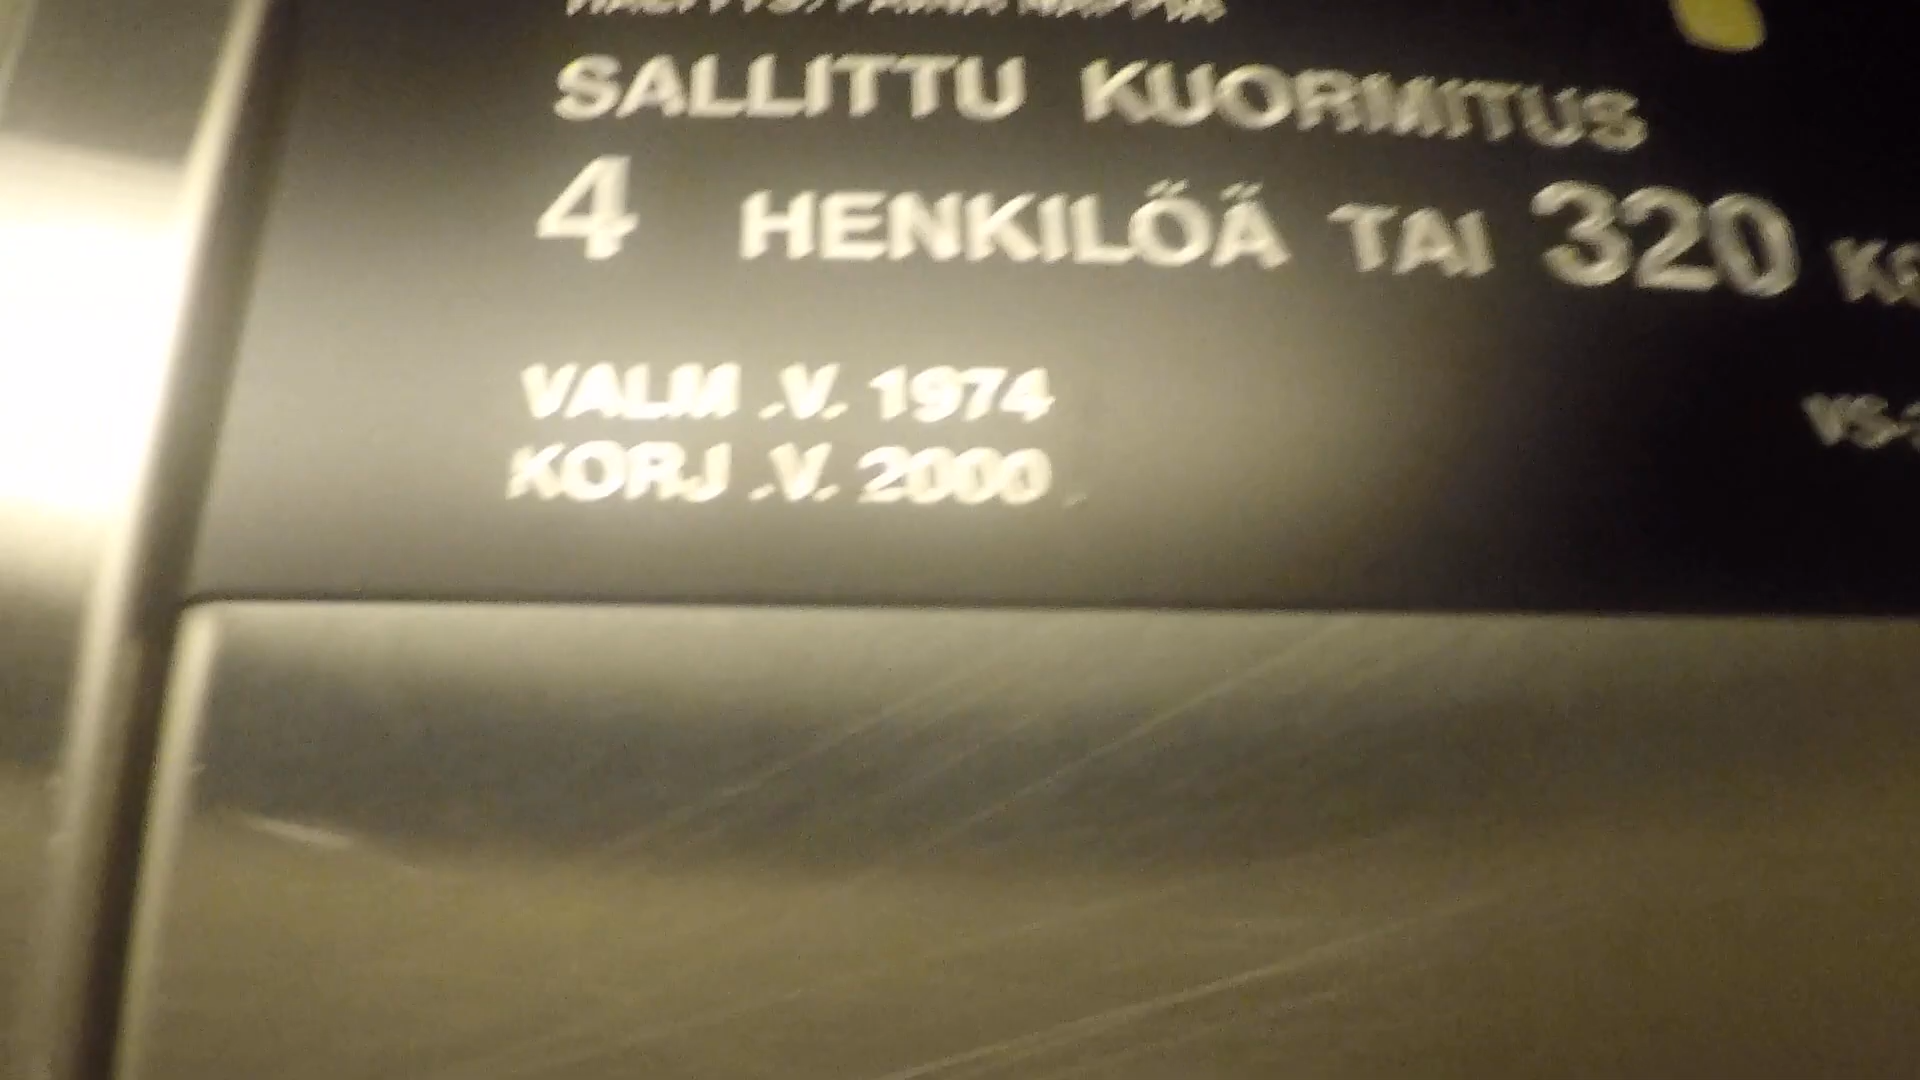 SALLITTU KUORMITUS
4 HENKILÖÄ TAI 320 KG
VALM .V. 1974
KORJ .V. 2000